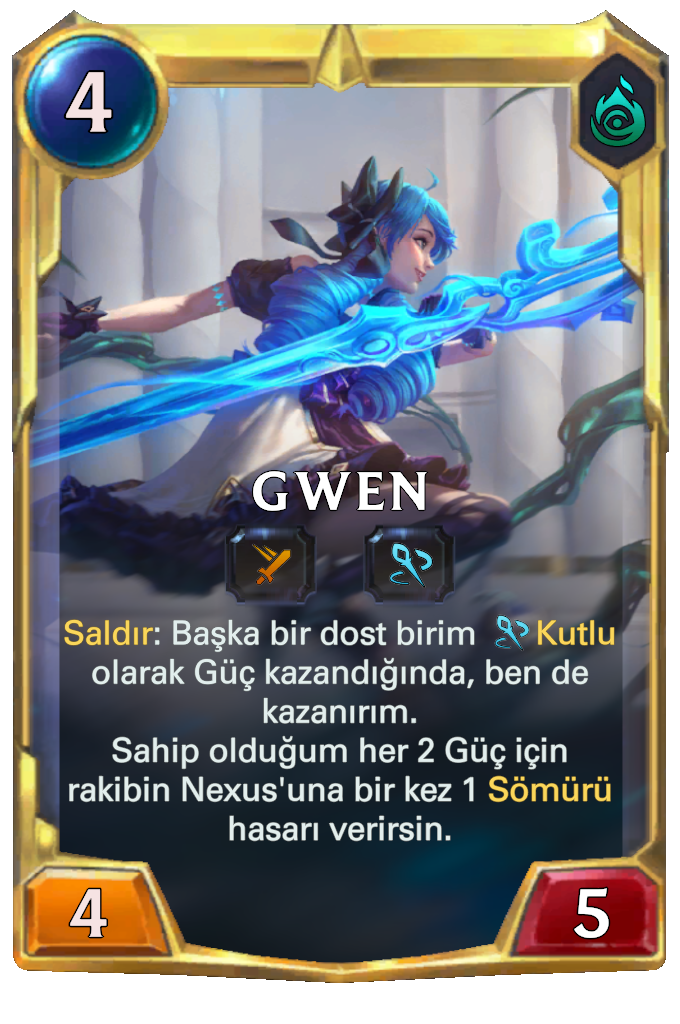 4
GWEN
Saldır: Başka bir dost birim Kutlu
olarak Güç kazandığında, ben de
kazanırım.
Sahip olduğum her 2 Güç için
rakibin Nexus'una bir kez 1 Sömürü
hasarı verirsin.
4
5